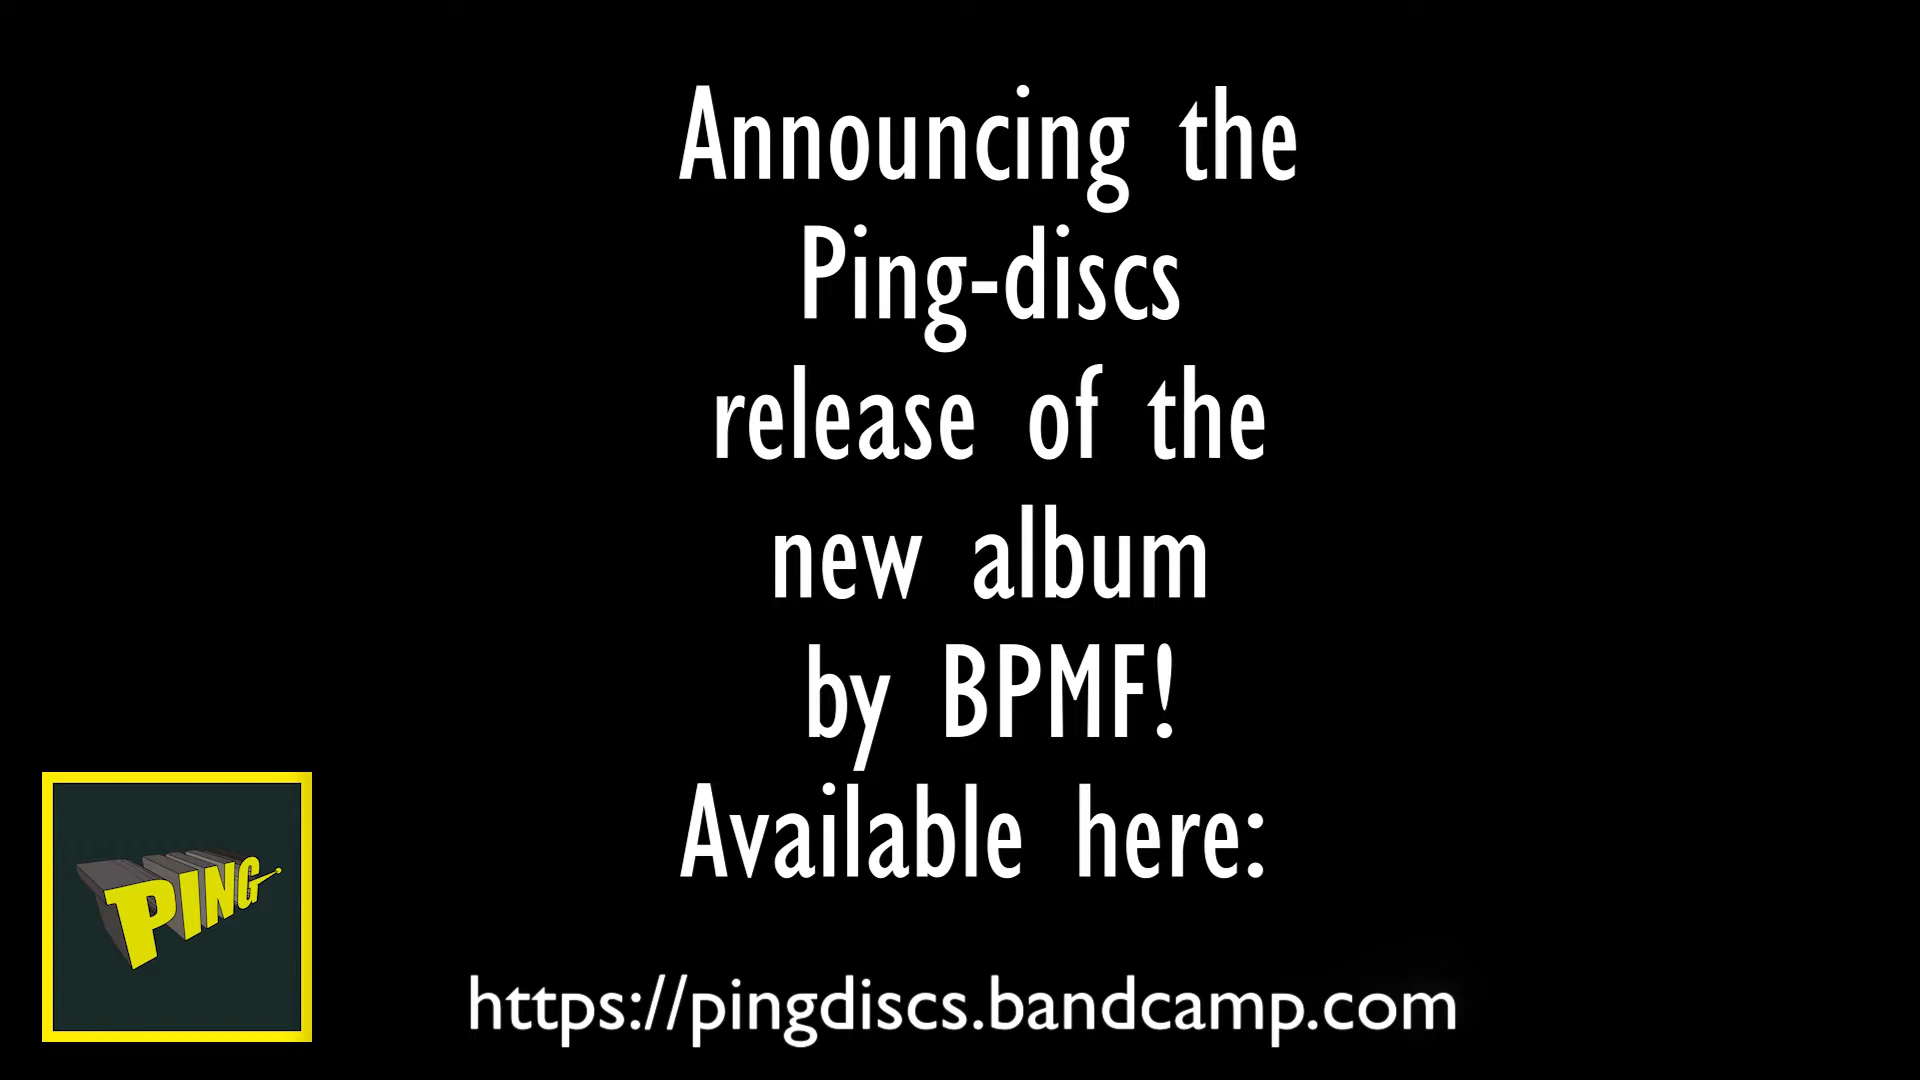 Announcing the
Ping-discs
release of the
new album
by BPMF!
Available here:
PING
https://pingdiscs.bandcamp.com